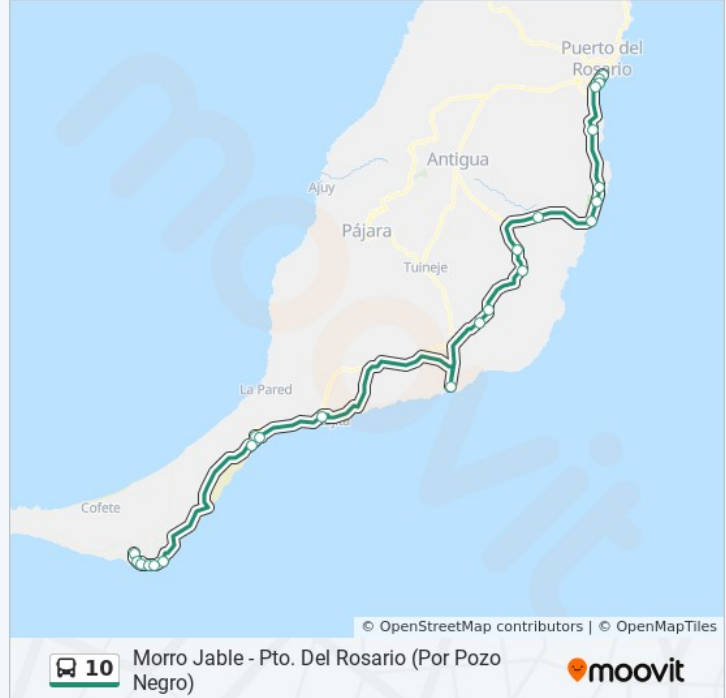 Puerto del
Rosario
Antigua
Ajuy
Pájara
Tuineje
La Pared
Cofete
moovit
© OpenStreetMap contributors | © OpenMapTiles
10
Morro Jable - Pto. Del Rosario (Por Pozo
Negro)
moovit